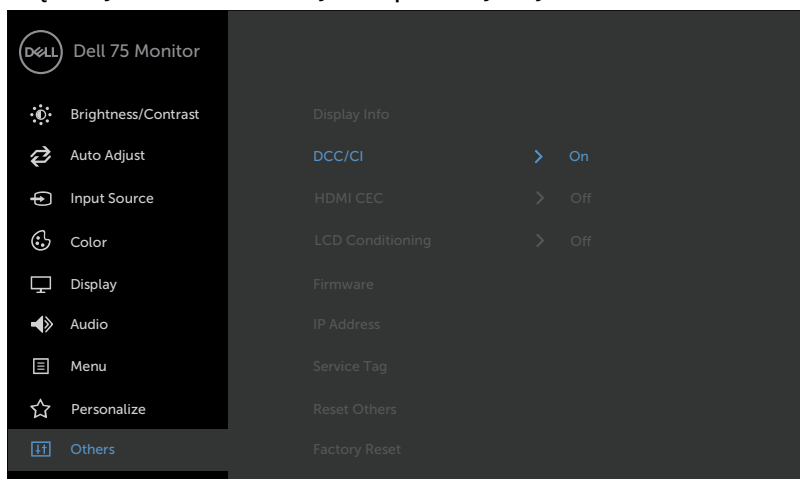 DELL
Dell 75 Monitor
Brightness/Contrast
Auto Adjust
Input Source
Color
Display
Audio
Menu
Personalize
Others
Display Info
DCC/CI > On
HDMI CEC > Off
LCD Conditioning > Off
Firmware
IP Address
Service Tag
Reset Others
Factory Reset